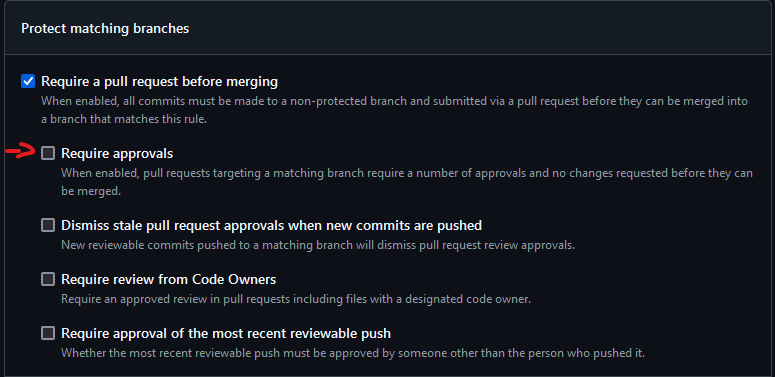 Protect matching branches
Require a pull request before merging
When enabled, all commits must be made to a non-protected branch and submitted via a pull request before they can be merged into
a branch that matches this rule.
Require approvals
When enabled, pull requests targeting a matching branch require a number of approvals and no changes requested before they can
be merged.
Dismiss stale pull request approvals when new commits are pushed
New reviewable commits pushed to a matching branch will dismiss pull request review approvals.
Require review from Code Owners
Require an approved review in pull requests including files with a designated code owner.
Require approval of the most recent reviewable push
Whether the most recent reviewable push must be approved by someone other than the person who pushed it.